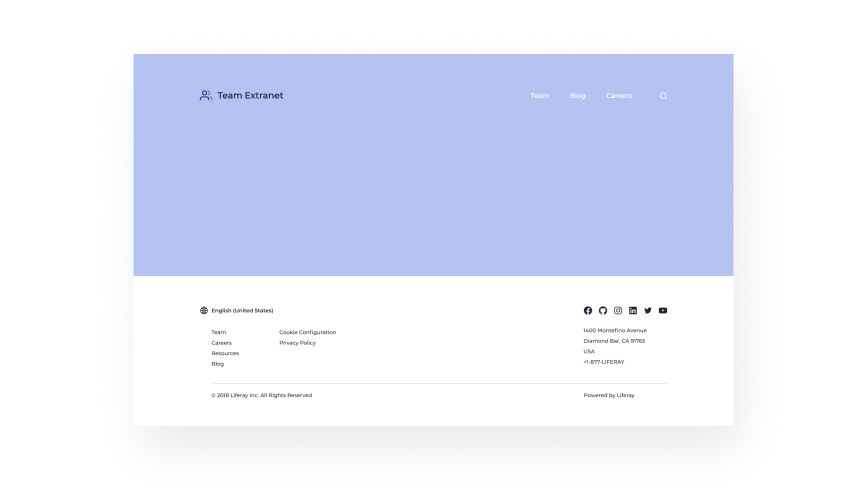 Team Extranet
Team Blog Careers
English (United States)
Team
Careers
Resources
Blog
Cookie Configuration
Privacy Policy
1400 Montefino Avenue
Diamond Bar, CA 91765
USA
+1-877-LIFERAY
© 2018 Liferay Inc. All Rights Reserved
Powered by Liferay